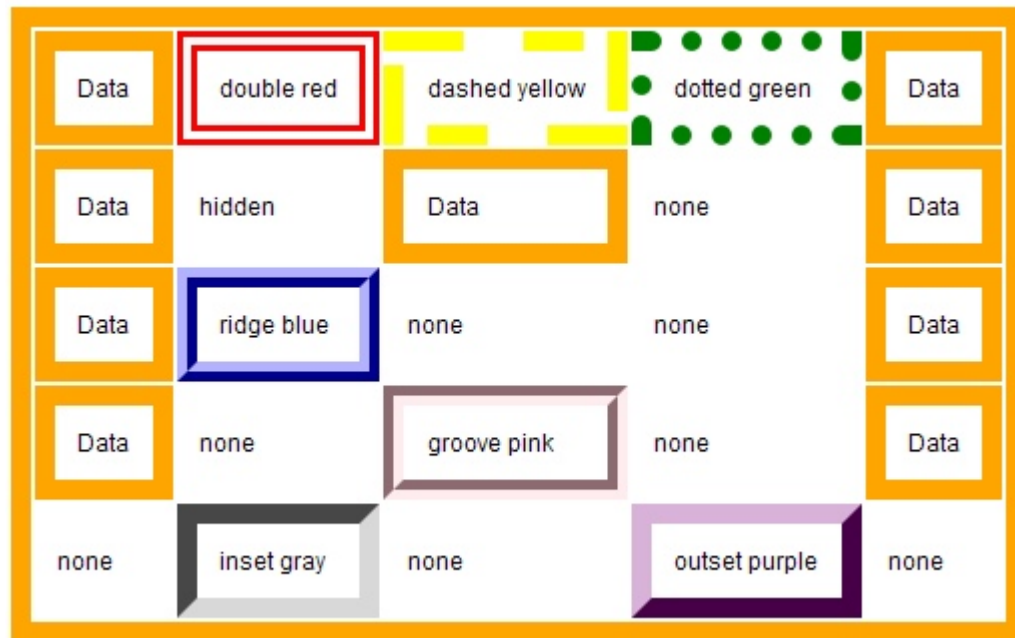 Data double red dashed yellow dotted green Data
Data hidden Data none Data
Data ridge blue none none Data
Data none groove pink none Data
none inset gray none outset purple none